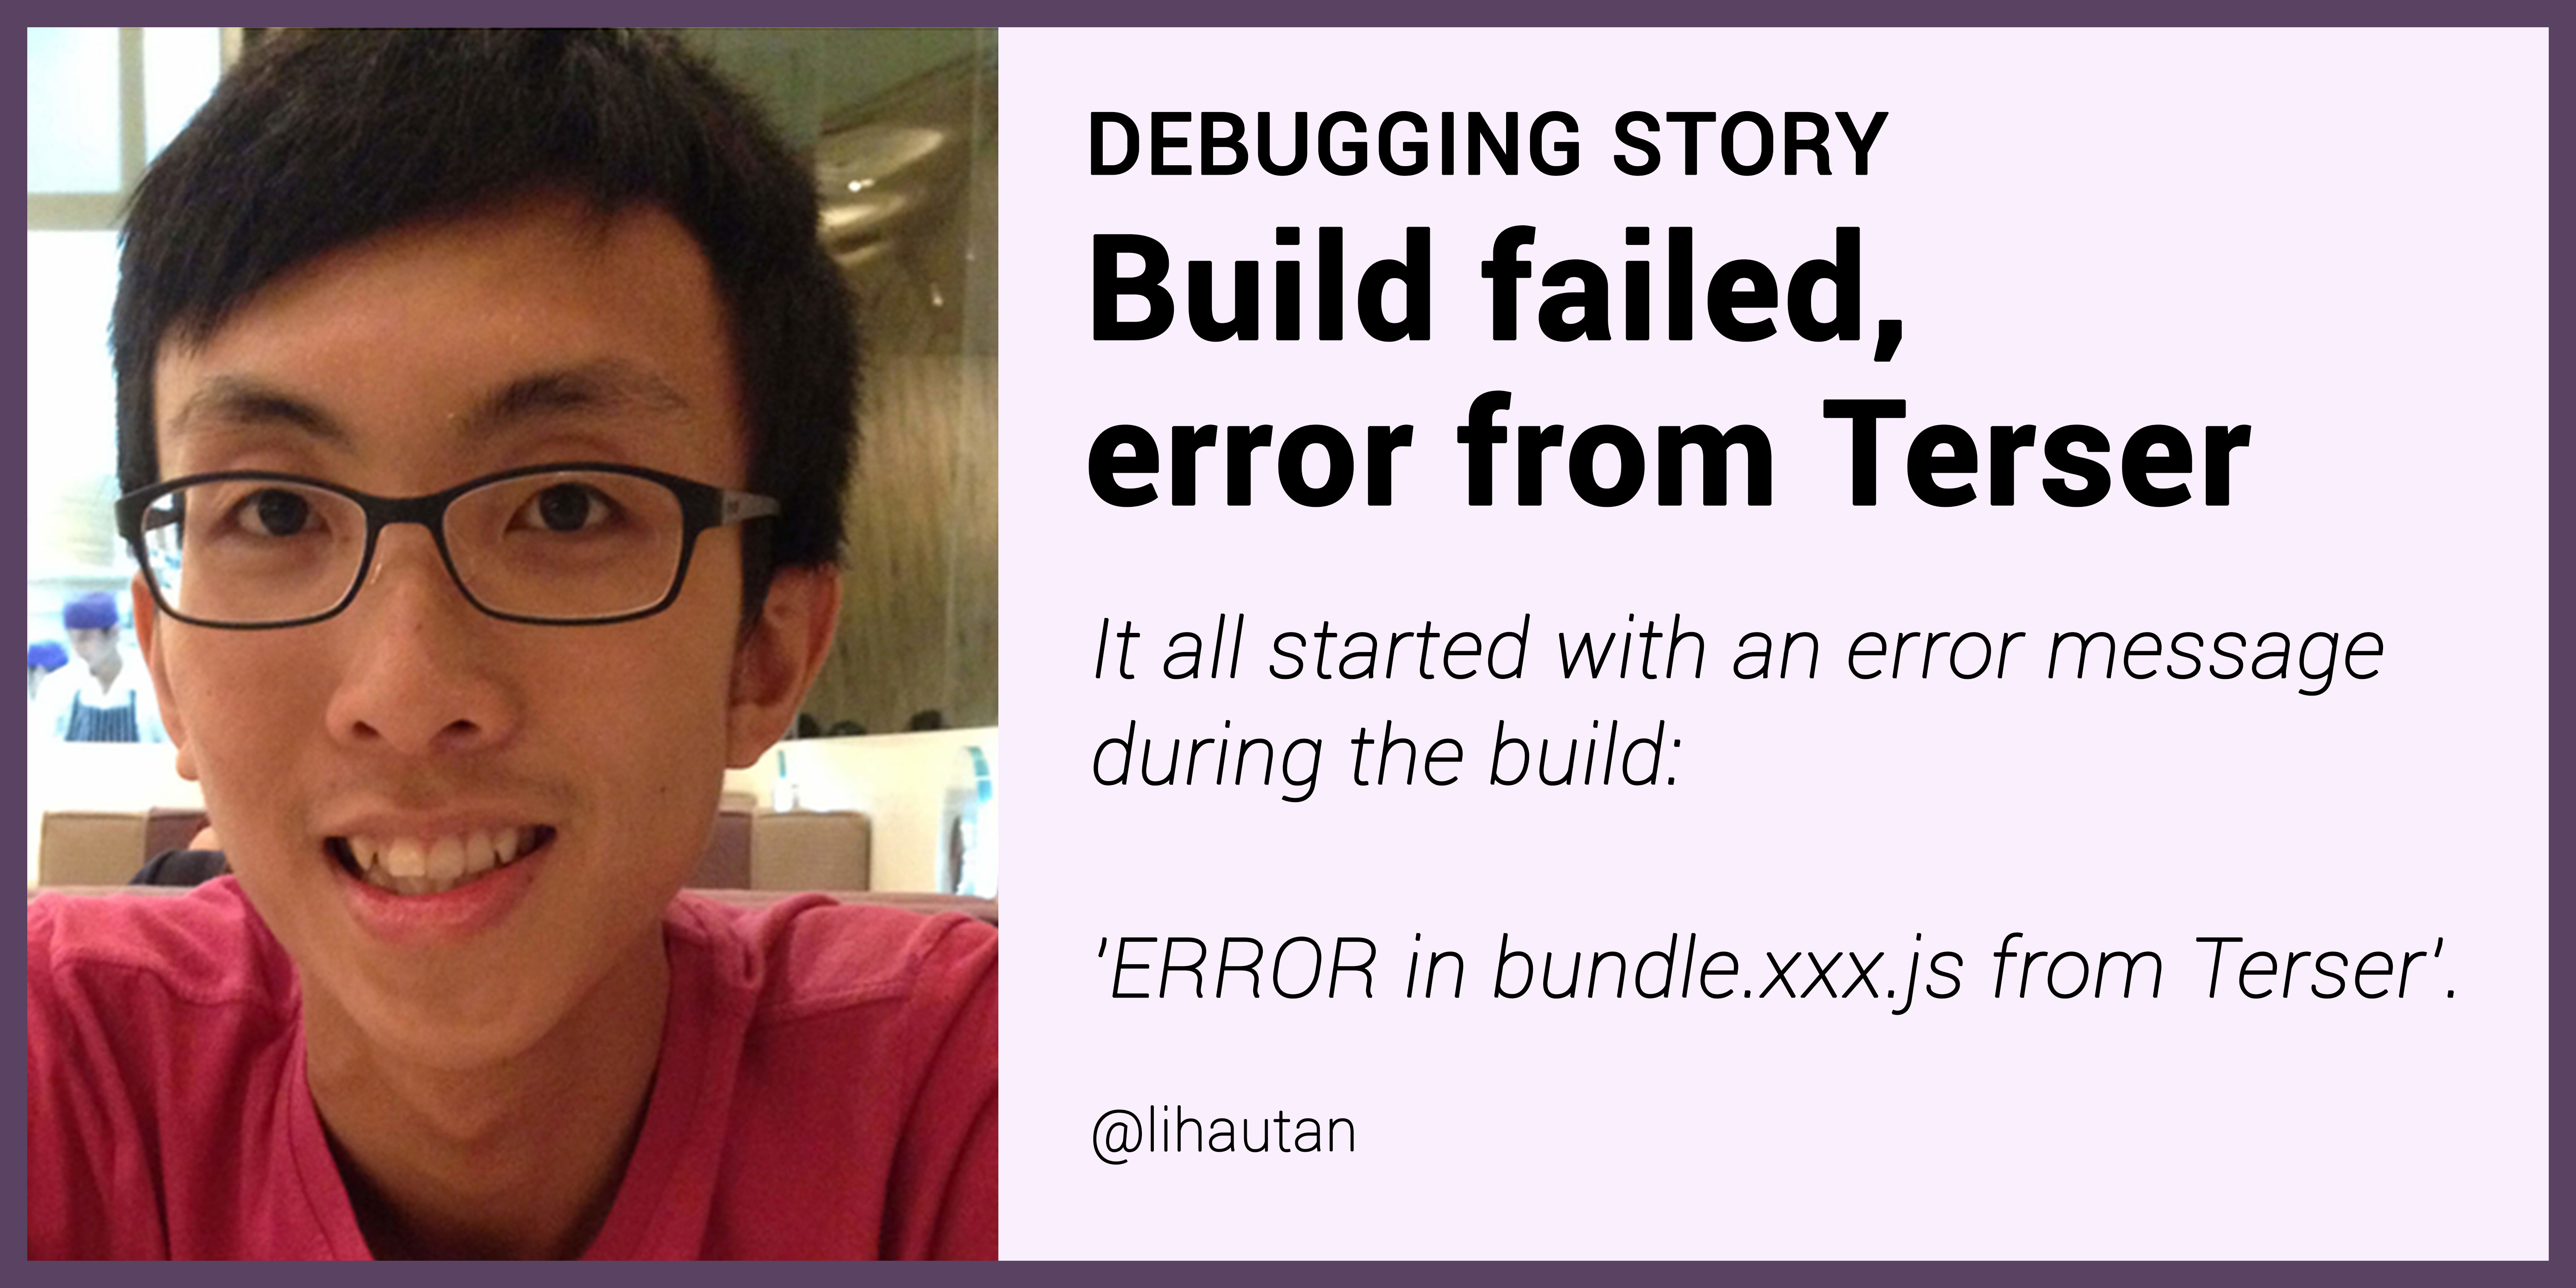 DEBUGGING STORY
Build failed,
error from Terser
It all started with an error message
during the build:
'ERROR in bundle.xxx.js from Terser'.
@lihautan